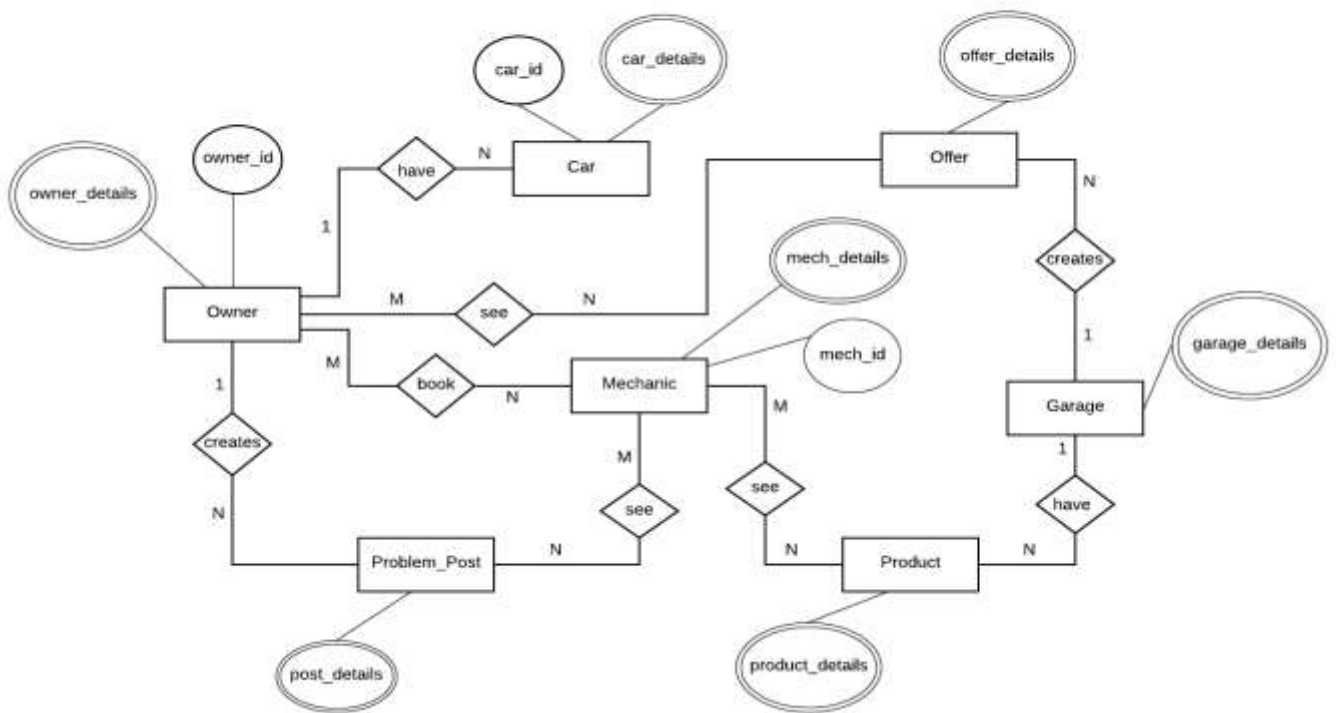 offer_details
car_details
car_id
owner_id
Offer
Car
N
have
owner_details
N
1
creates
mech_details
M
see
N
Owner
1
garage_details
mech_id
M
book
N
Mechanic
1
M
Garage
creates
M
1
see
see
have
N
N
N
N
Problem_Post
Product
post_details
product_details